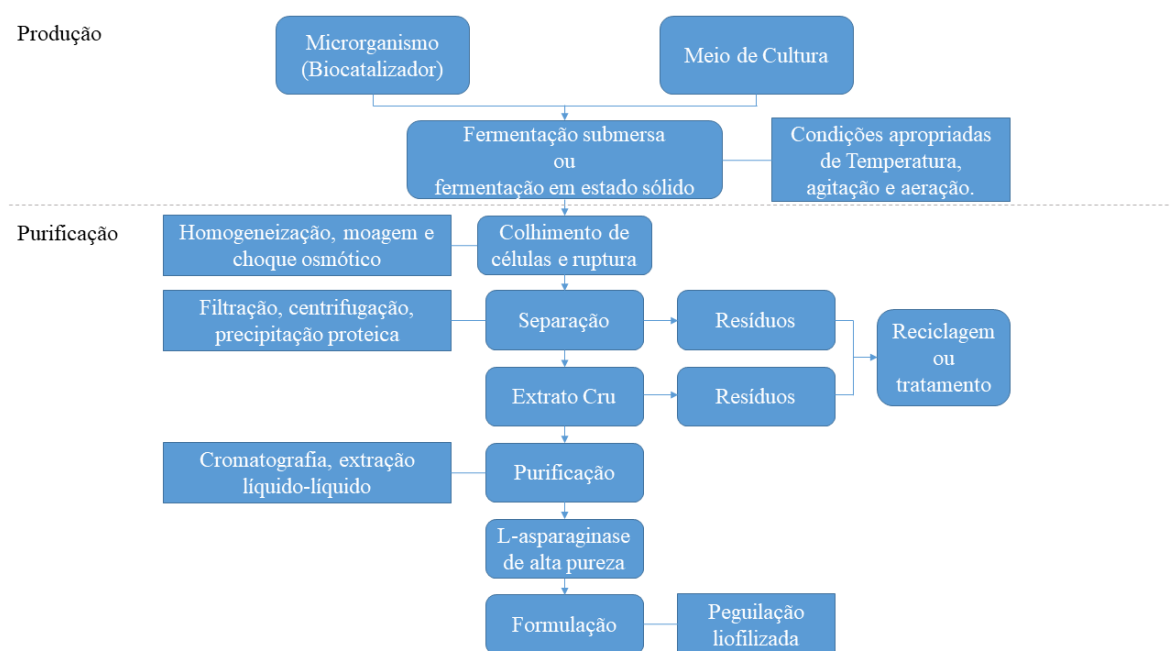 Produção
Microrganismo
(Biocatalizador)
Meio de Cultura
Fermentação submersa
ou
fermentação em estado sólido
Condições apropriadas
de Temperatura,
agitação e aeração.
Purificação
Homogeneização, moagem e
choque osmótico
Colhimento de
células e ruptura
Filtração, centrifugação,
precipitação proteica
Separação
Resíduos
Reciclagem
ou
tratamento
Extrato Cru
Resíduos
Cromatografia, extração
líquido-líquido
Purificação
L-asparaginase
de alta pureza
Formulação
Peguilação
liofilizada